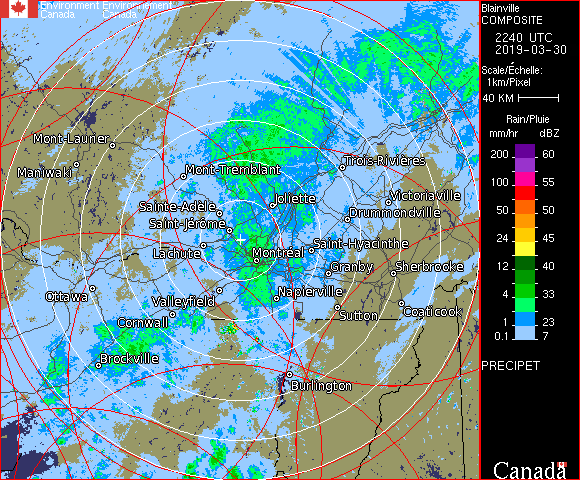 Environment Environnement
Canada Canada
Mont-Laurier
Maniwaki
Mont-Tremblant
Trois-Rivières
Sainte-Adèle
Joliette
Victoriaville
Saint-Jérôme
Drummondville
Lachute
Montréal
Saint-Hyacinthe
Granby
Sherbrooke
Ottawa
Valleyfield
Napierville
Cornwall
Sutton
Coaticook
Brockville
Burlington
Blainville
COMPOSITE
2240 UTC
2019-03-30
Scale/Échelle:
1km/Pixel
40 KM
Rain/Pluie
mm/hr dBZ
200 60
100 55
50 50
24 45
12 40
4 33
1 23
0.1 7
PRECIPET
Canada